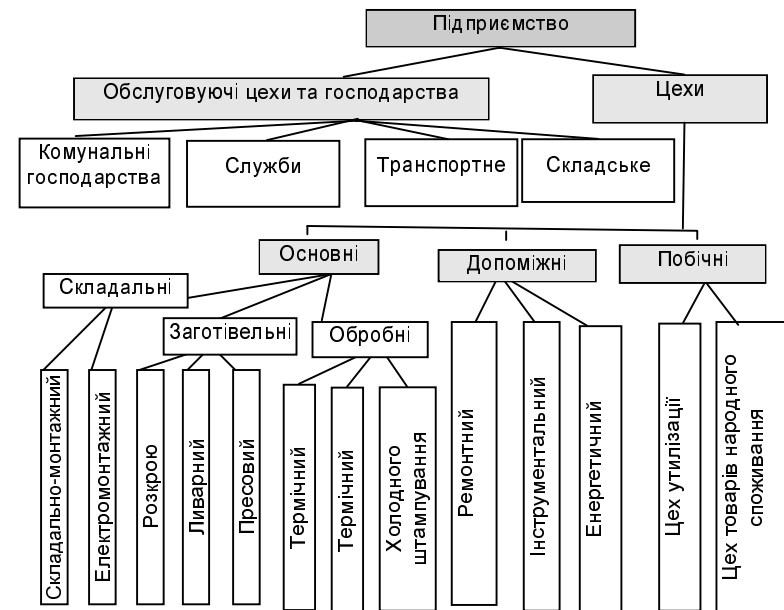 Підприємство
Обслуговуючі цехи та господарства
Цехи
Комунальні
господарства
Служби
Транспортне
Складське
Основні
Допоміжні
Побічні
Складальні
Заготівельні
Обробні
Складально-монтажний
Електромонтажний
Розкрою
Ливарний
Пресовий
Термічний
Термічний
Холодного
штампування
Ремонтний
Інструментальний
Енергетичний
Цех утилізації
Цех товарів народного
споживання